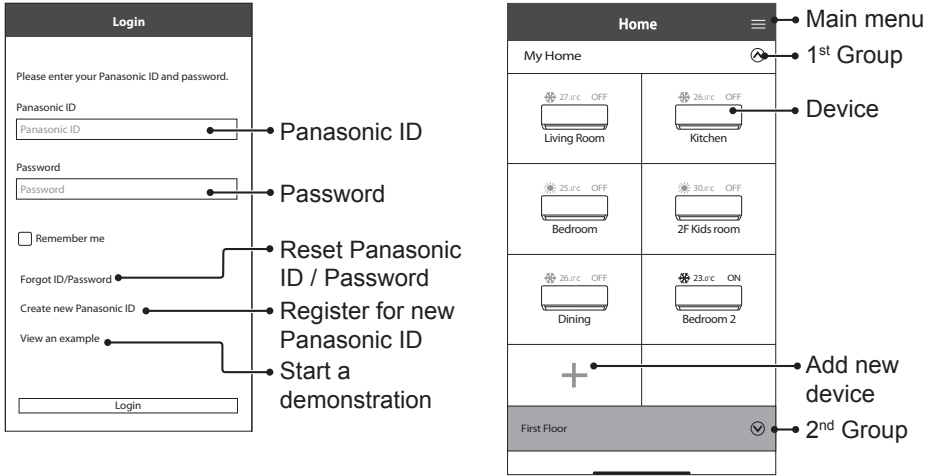 Login
Please enter your Panasonic ID and password.
Panasonic ID
Panasonic ID
Password
Password
Remember me
Forgot ID/Password
Create new Panasonic ID
View an example
Login
Panasonic ID
Password
Reset Panasonic
ID / Password
Register for new
Panasonic ID
Start a
demonstration
Home
My Home
27.0°C OFF
Living Room
26.0°C OFF
Kitchen
25.0°C OFF
Bedroom
30.0°C OFF
2F Kids room
26.0°C OFF
Dining
23.0°C ON
Bedroom 2
First Floor
Main menu
1st Group
Device
Add new
device
2nd Group